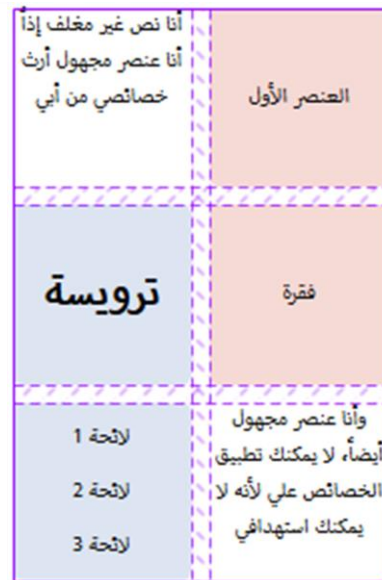 العنصر الأول
أنا نص غير مغلف إذاً
أنا عنصر مجهول أرث
خصائصي من أبي
فقرة
ترويسة
وأنا عنصر مجهول
أيضاً، لا يمكنك تطبيق
الخصائص علي لأنه لا
يمكنك استهدافي
لائحة 1
لائحة 2
لائحة 3